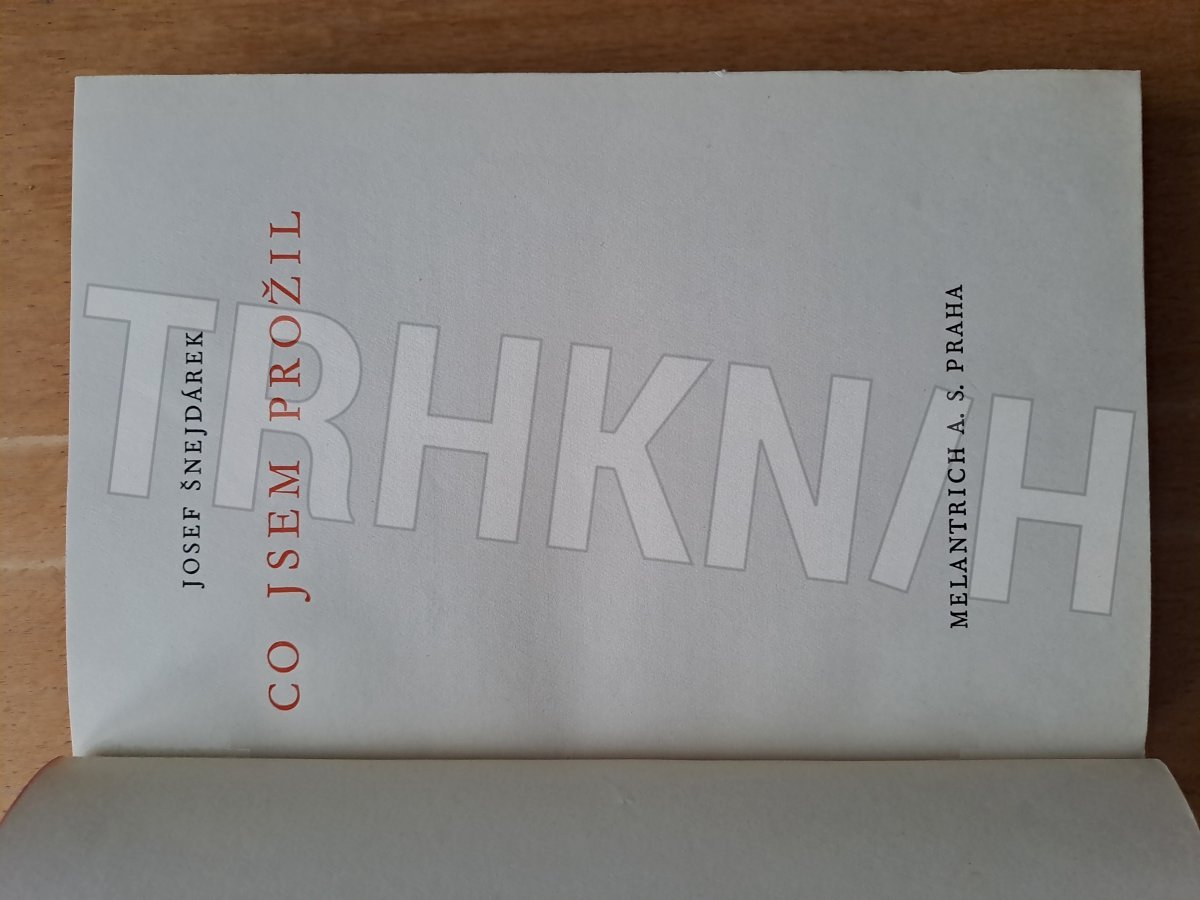 JOSEF ŠNEJDÁREK
CO JSEM PROŽIL
MELANTRICH A. S. PRAHA
TRHKNIH